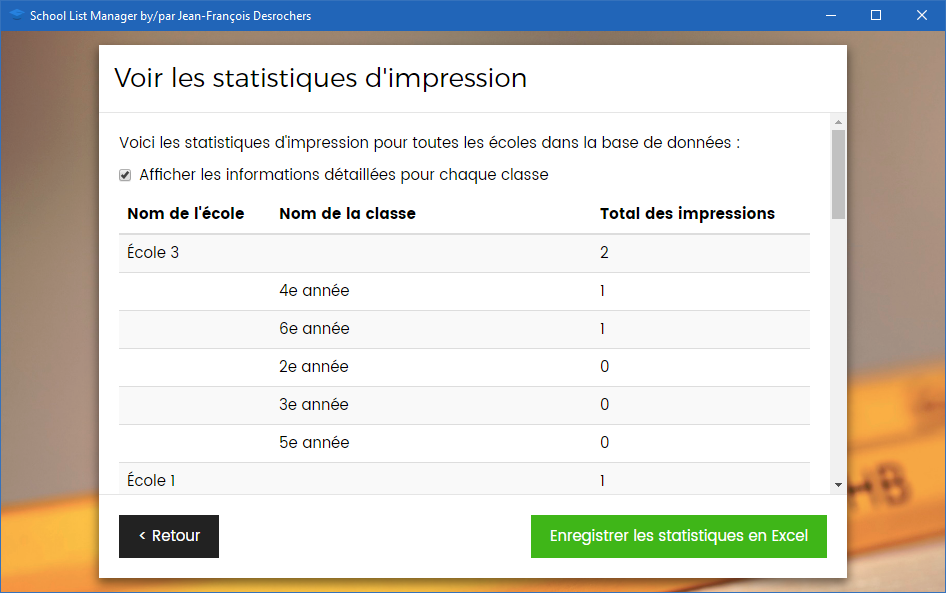 School List Manager by/par Jean-François Desrochers
Voir les statistiques d'impression
Voici les statistiques d'impression pour toutes les écoles dans la base de données :
Afficher les informations détaillées pour chaque classe
Nom de l'école Nom de la classe Total des impressions
École 3 2
4e année 1
6e année 1
2e année 0
3e année 0
5e année 0
École 1 1
HB
< Retour Enregistrer les statistiques en Excel